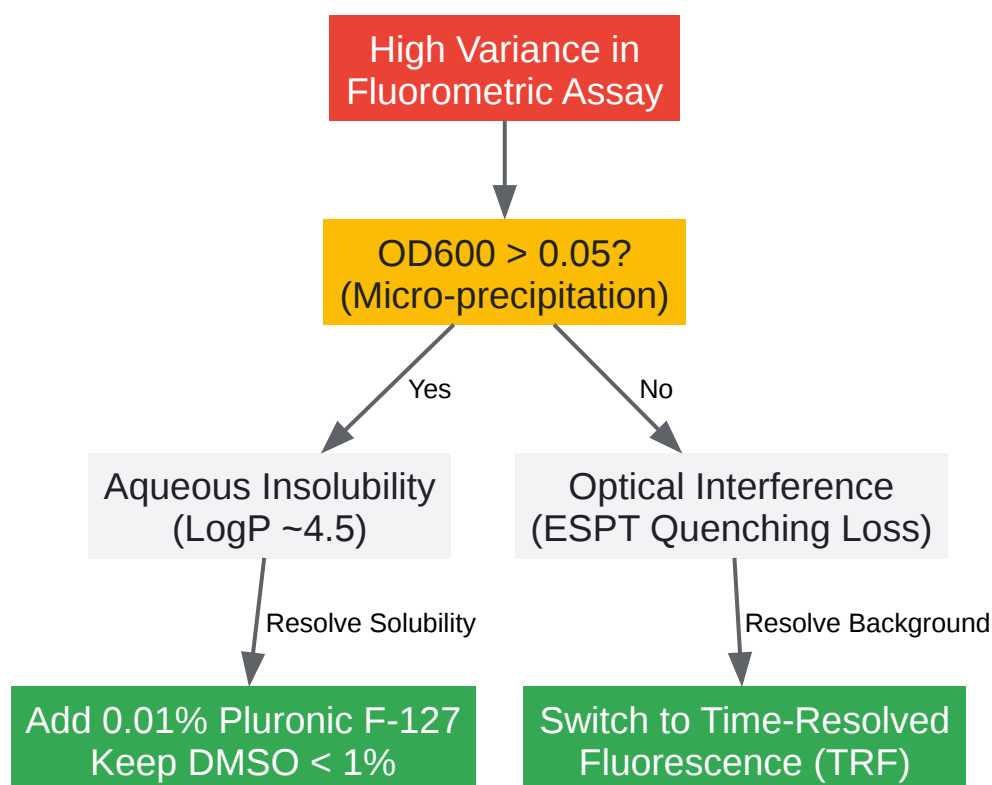 High Variance in
Fluorometric Assay
OD600 > 0.05?
(Micro-precipitation)
Yes
No
Aqueous Insolubility
(LogP ~4.5)
Optical Interference
(ESPT Quenching Loss)
Resolve Solubility
Resolve Background
Add 0.01% Pluronic F-127
Keep DMSO < 1%
Switch to Time-Resolved
Fluorescence (TRF)